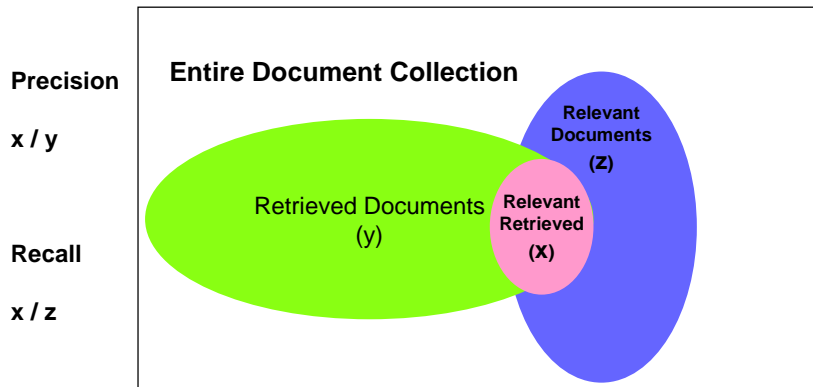 Precision
x / y
Recall
x / z
Entire Document Collection
Retrieved Documents
(y)
Relevant
Retrieved
(x)
Relevant
Documents
(z)